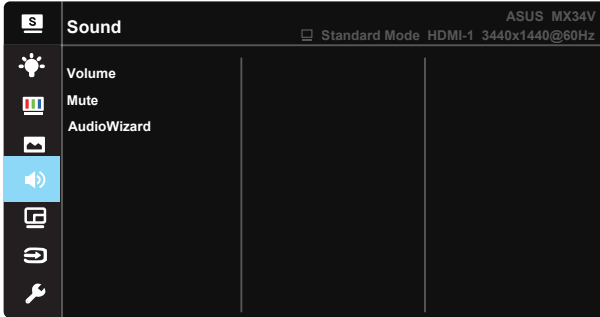 S
Sound
ASUS MX34V
Standard Mode HDMI-1 3440x1440@60Hz
Volume
Mute
AudioWizard